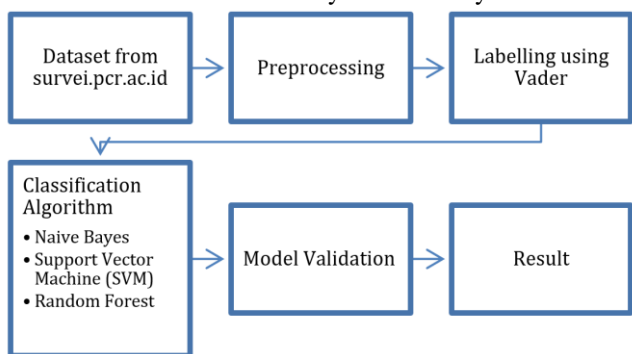 Dataset from
survei.pcr.ac.id
Preprocessing
Labelling using
Vader
Classification
Algorithm
• Naive Bayes
• Support Vector
Machine (SVM)
• Random Forest
Model Validation
Result